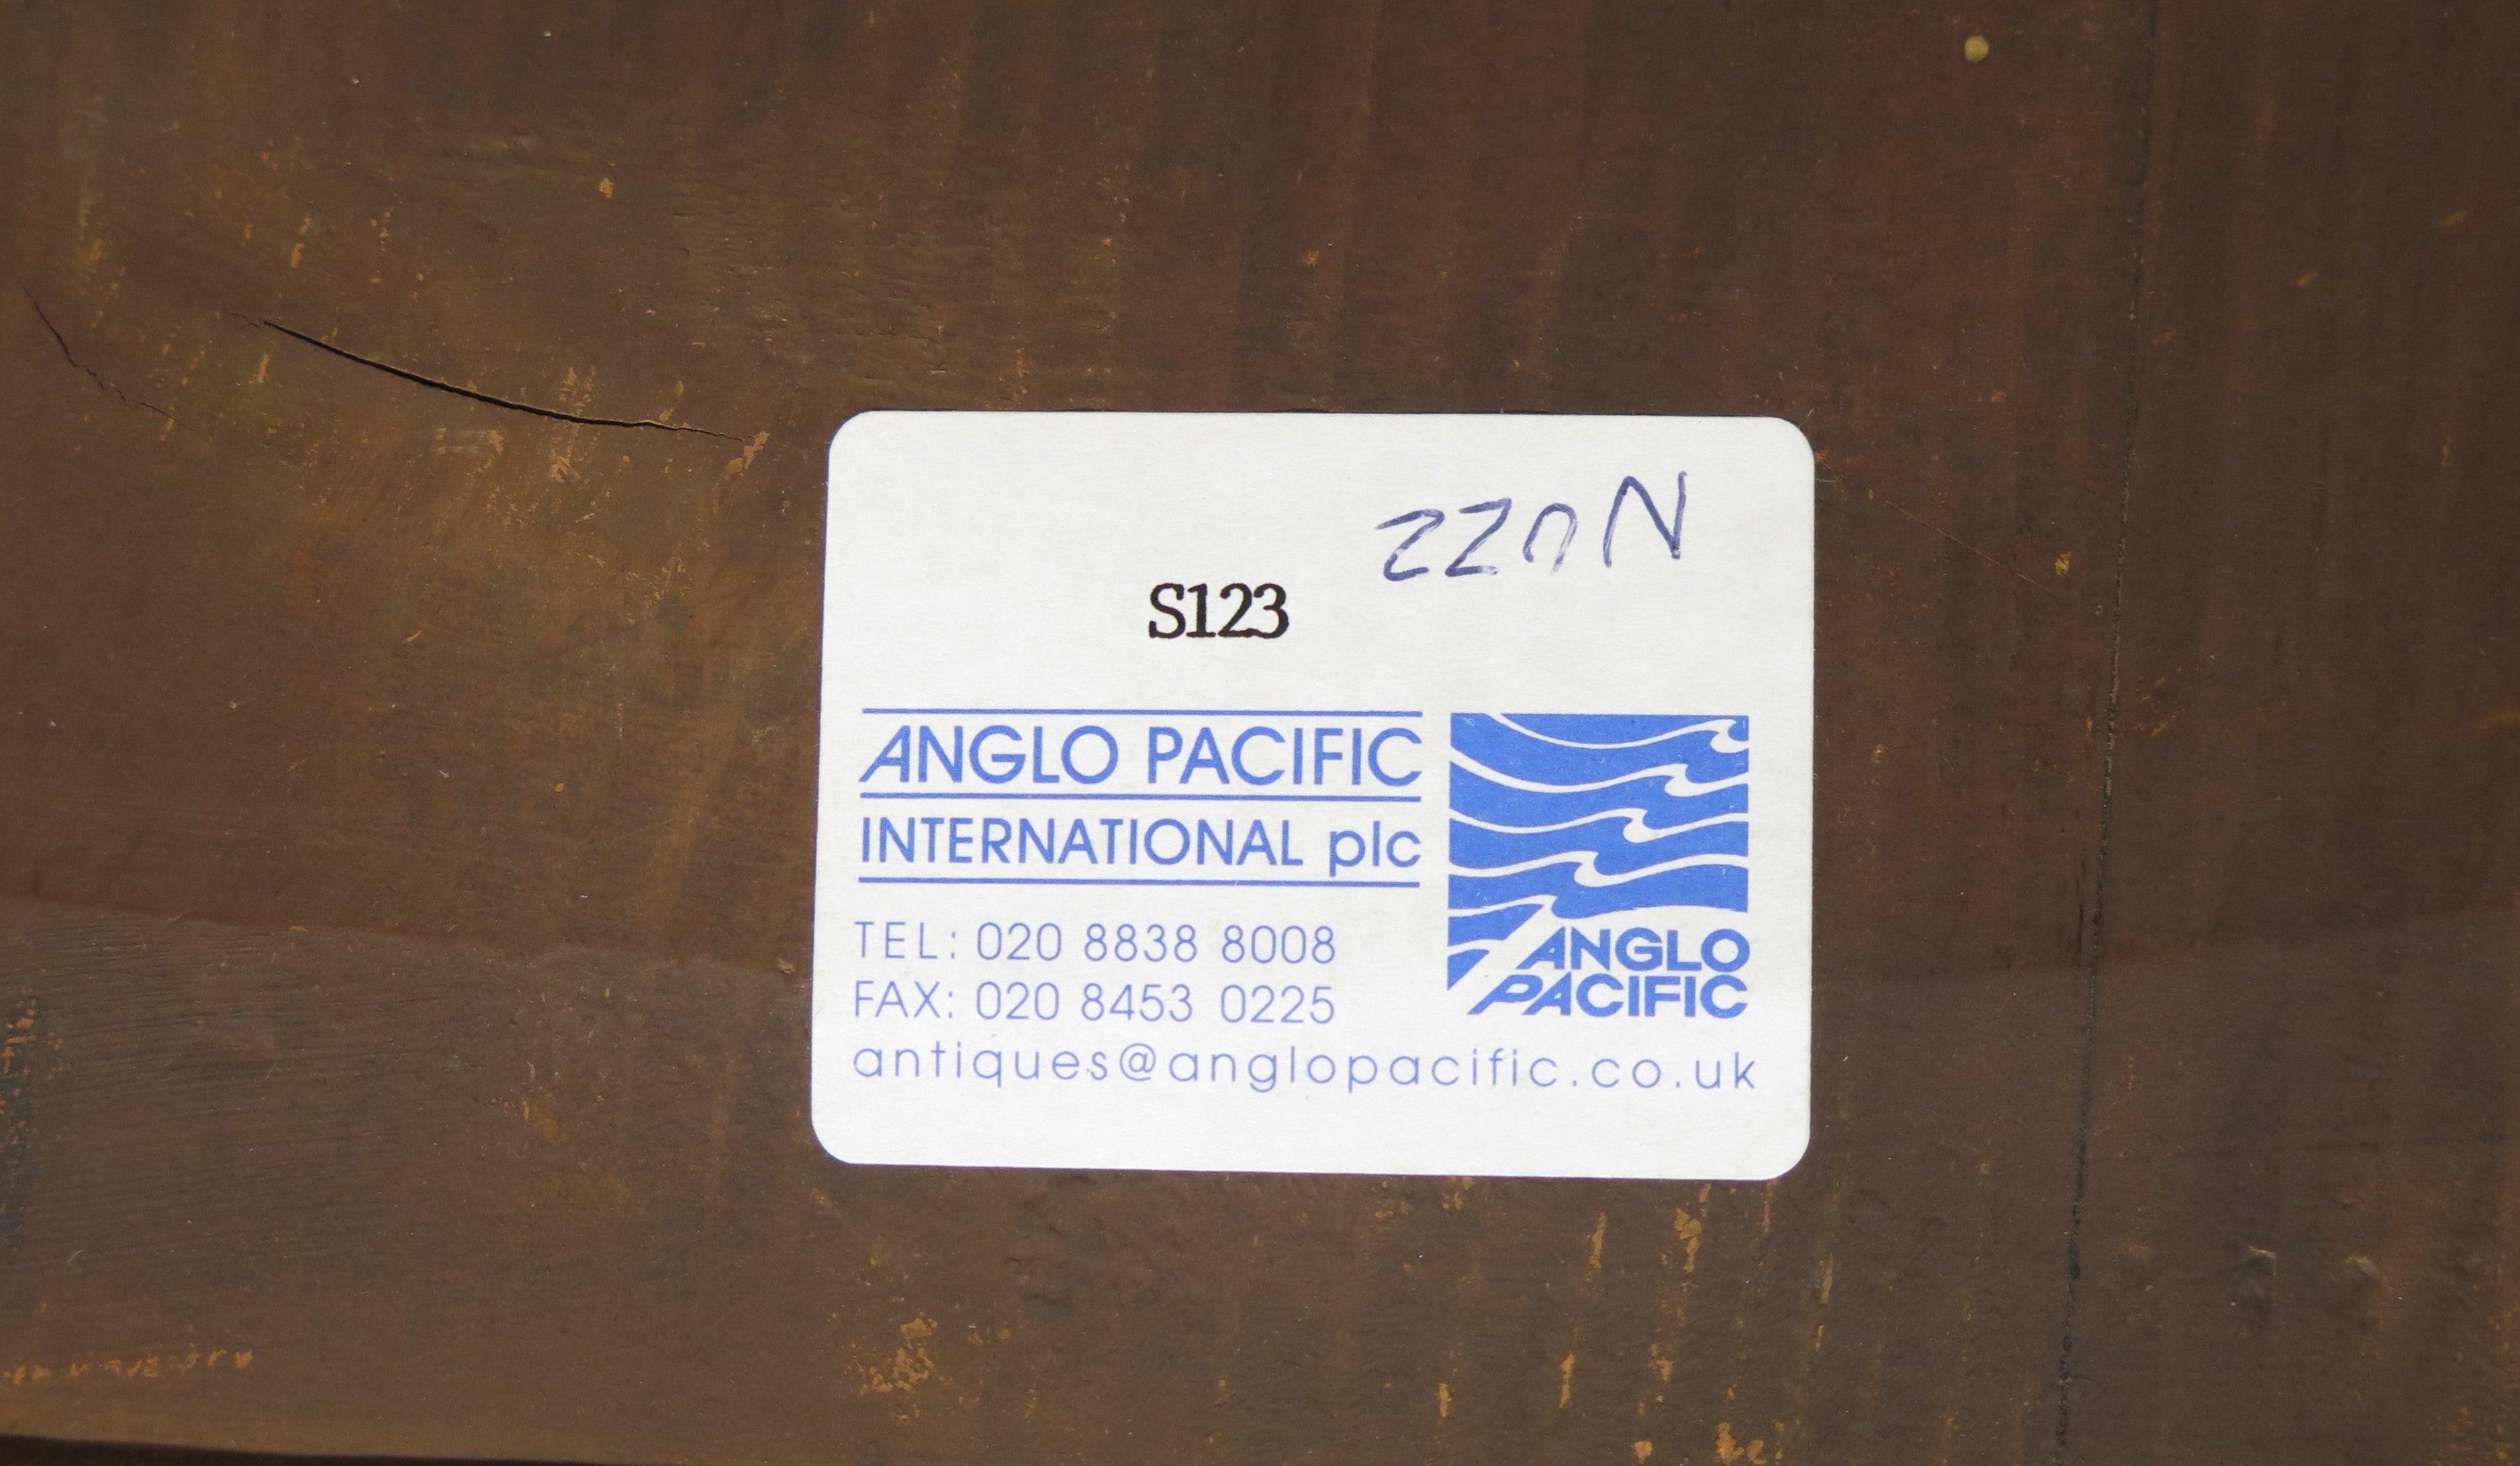 220N
S123
ANGLO PACIFIC
INTERNATIONAL plc
TEL: 020 8838 8008
FAX: 020 8453 0225
antiques@anglopacific.co.uk
ANGLO
PACIFIC